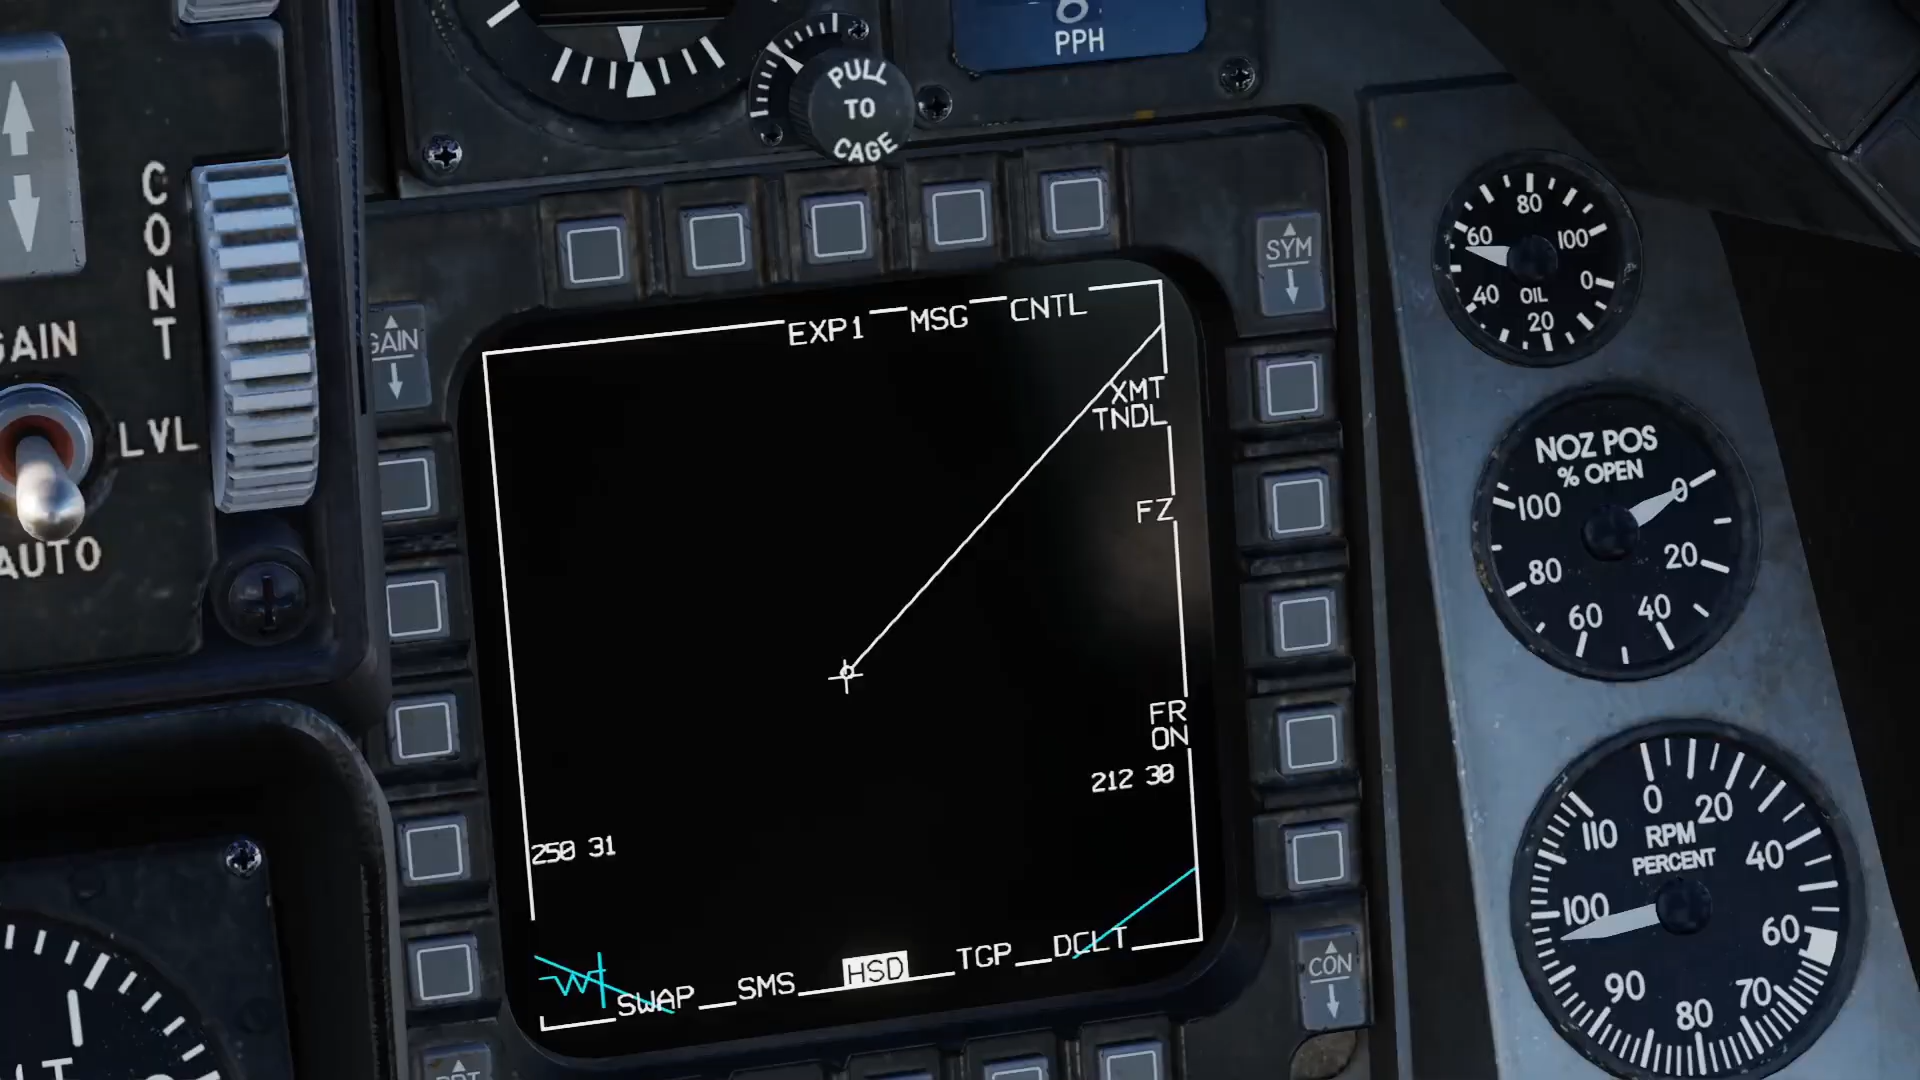 PPH
PULL
TO
CAGE
CONT
GAIN
LVL
AUTO
GAIN
SYM
EXP1 MSG CNTL
XMT
TNDL
FZ
FR
ON
212 30
250 31
SWAP SMS HSD TGP DCLT
CON
80
60 100
40 OIL 0
20
NOZ POS
% OPEN
100 0
80 20
60 40
0 20
110 RPM 40
PERCENT
100 60
90 80 70